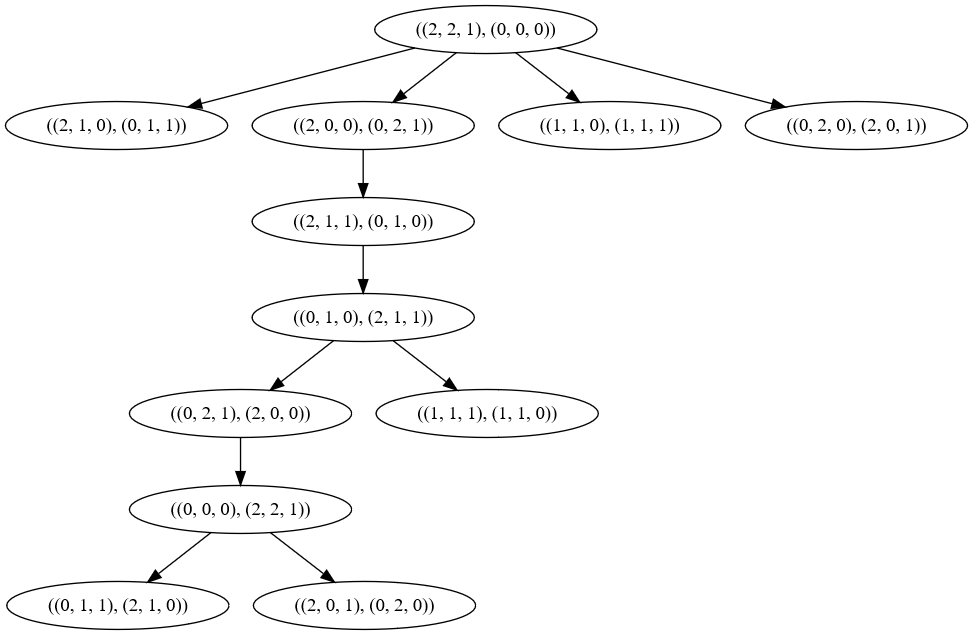 ((2, 2, 1), (0, 0, 0))
((2, 1, 0), (0, 1, 1))
((2, 0, 0), (0, 2, 1))
((1, 1, 0), (1, 1, 1))
((0, 2, 0), (2, 0, 1))
((2, 1, 1), (0, 1, 0))
((0, 1, 0), (2, 1, 1))
((0, 2, 1), (2, 0, 0))
((1, 1, 1), (1, 1, 0))
((0, 0, 0), (2, 2, 1))
((0, 1, 1), (2, 1, 0))
((2, 0, 1), (0, 2, 0))